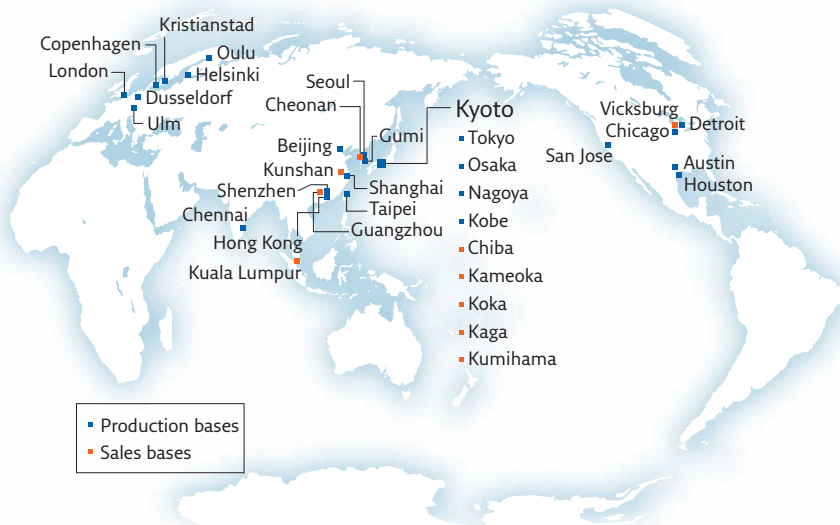 Kristianstad
Copenhagen
Oulu
London
Helsinki
Dusseldorf
Ulm
Seoul
Cheonan
Gumi
Beijing
Kunshan
Shanghai
Shenzhen
Taipei
Chennai
Guangzhou
Hong Kong
Kuala Lumpur
Kyoto
Tokyo
Osaka
Nagoya
Kobe
Chiba
Kameoka
Koka
Kaga
Kumihama
Vicksburg
Detroit
Chicago
San Jose
Austin
Houston
Production bases
Sales bases